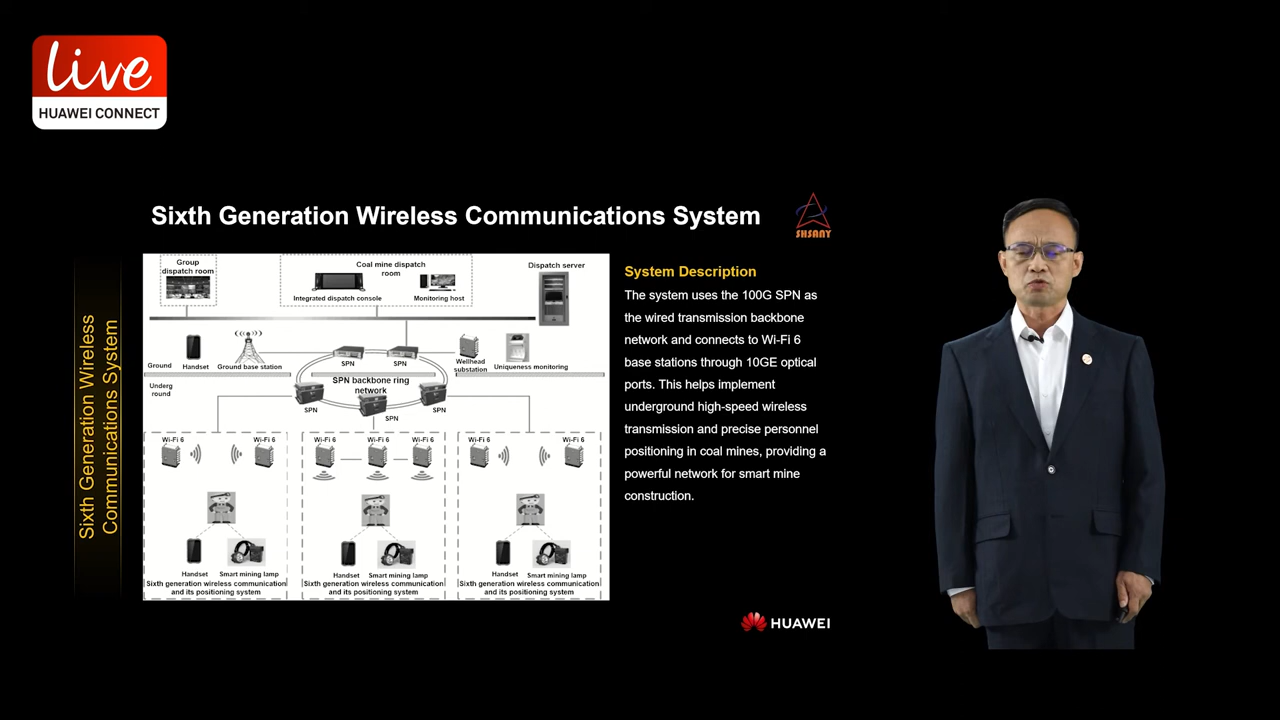 live
HUAWEI CONNECT
Sixth Generation Wireless Communications System
SHSANY
Sixth Generation Wireless
Communications System
Group
dispatch room
Coal mine dispatch
room
Integrated dispatch console
Monitoring host
Dispatch server
Ground
Handset
Ground base station
SPN
SPN
Wellhead
substation
Uniqueness monitoring
Underg
round
SPN backbone ring
network
SPN
SPN
SPN
Wi-Fi 6
Wi-Fi 6
Wi-Fi 6
Wi-Fi 6
Wi-Fi 6
Wi-Fi 6
Wi-Fi 6
Handset
Smart mining lamp
Sixth generation wireless communication
and its positioning system
Handset
Smart mining lamp
Sixth generation wireless communication
and its positioning system
Handset
Smart mining lamp
Sixth generation wireless communication
and its positioning system
System Description
The system uses the 100G SPN as
the wired transmission backbone
network and connects to Wi-Fi 6
base stations through 10GE optical
ports. This helps implement
underground high-speed wireless
transmission and precise personnel
positioning in coal mines, providing a
powerful network for smart mine
construction.
HUAWEI